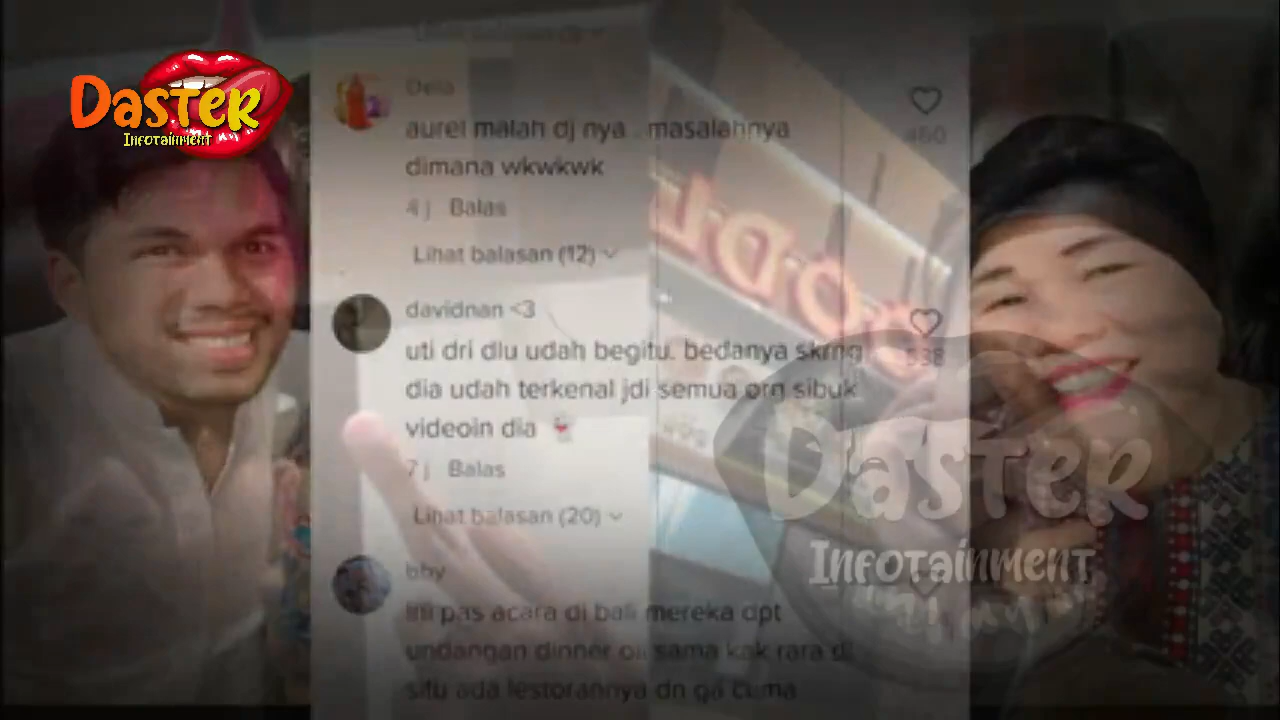 DASTER
INFOTAINMENT
Della
aurel malah dj nya . masalahnya
dimana wkwkwk
460
4 j Balas
Lihat balasan (12)
davidnan <3
uti dri dlu udah begitu. bedanya skrng
dia udah terkenal jdi semua org sibuk
videoin dia
538
7 j Balas
Lihat balasan (20)
bby
pas acara di bali mereka dpt
undangan dinner sama kak rara di
situ ada dn ga cuma
DASTER
INFOTAINMENT